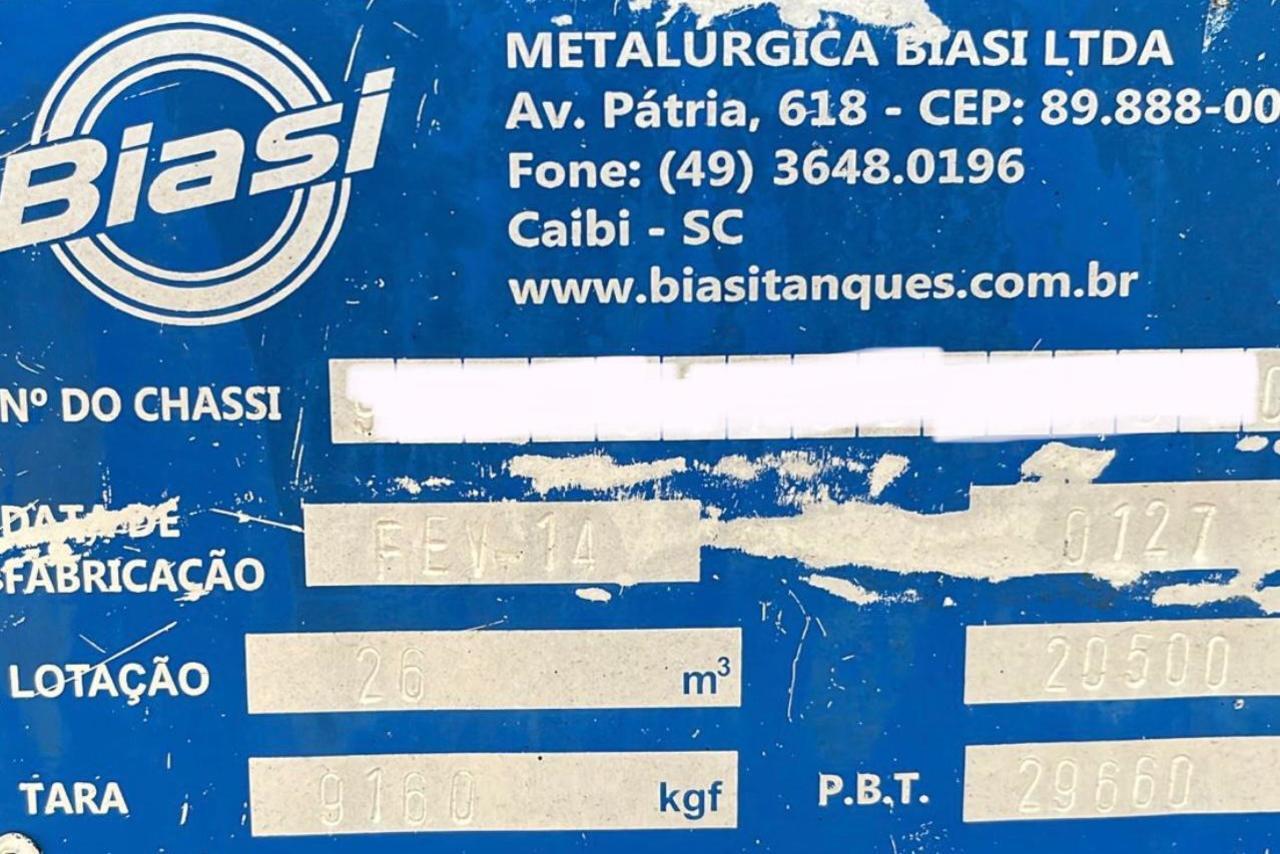 Biasi
METALÚRGICA BIASI LTDA
Av. Pátria, 618 - CEP: 89.888-00
Fone: (49) 3648.0196
Caibi - SC
www.biasitanques.com.br
Nº DO CHASSI
DATA DE
FABRICAÇÃO FEV-14 0127
LOTAÇÃO 26 m³ 20500
TARA 9160 kgf P.B.T. 29660